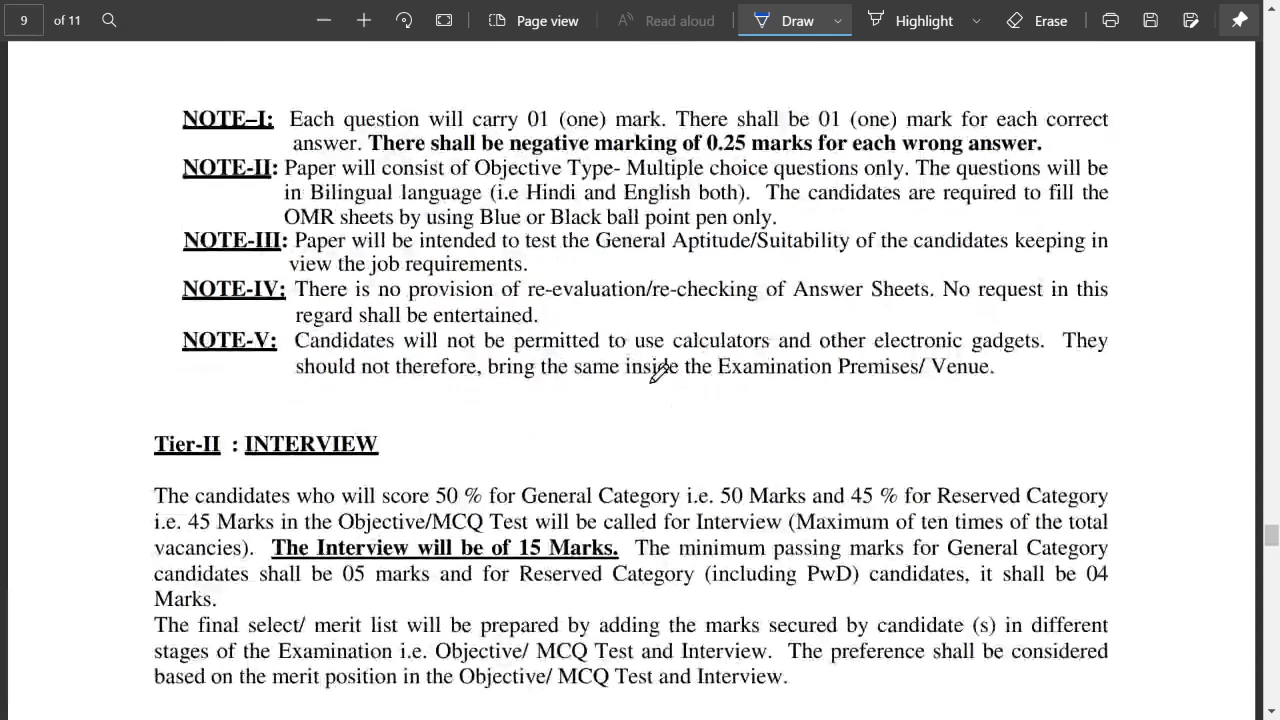 9 of 11 Page view Read aloud Draw Highlight Erase
NOTE–I: Each question will carry 01 (one) mark. There shall be 01 (one) mark for each correct
answer. There shall be negative marking of 0.25 marks for each wrong answer.
NOTE-II: Paper will consist of Objective Type- Multiple choice questions only. The questions will be
in Bilingual language (i.e Hindi and English both). The candidates are required to fill the
OMR sheets by using Blue or Black ball point pen only.
NOTE-III: Paper will be intended to test the General Aptitude/Suitability of the candidates keeping in
view the job requirements.
NOTE-IV: There is no provision of re-evaluation/re-checking of Answer Sheets. No request in this
regard shall be entertained.
NOTE-V: Candidates will not be permitted to use calculators and other electronic gadgets. They
should not therefore, bring the same inside the Examination Premises/ Venue.
Tier-II : INTERVIEW
The candidates who will score 50 % for General Category i.e. 50 Marks and 45 % for Reserved Category
i.e. 45 Marks in the Objective/MCQ Test will be called for Interview (Maximum of ten times of the total
vacancies). The Interview will be of 15 Marks. The minimum passing marks for General Category
candidates shall be 05 marks and for Reserved Category (including PwD) candidates, it shall be 04
Marks.
The final select/ merit list will be prepared by adding the marks secured by candidate (s) in different
stages of the Examination i.e. Objective/ MCQ Test and Interview. The preference shall be considered
based on the merit position in the Objective/ MCQ Test and Interview.